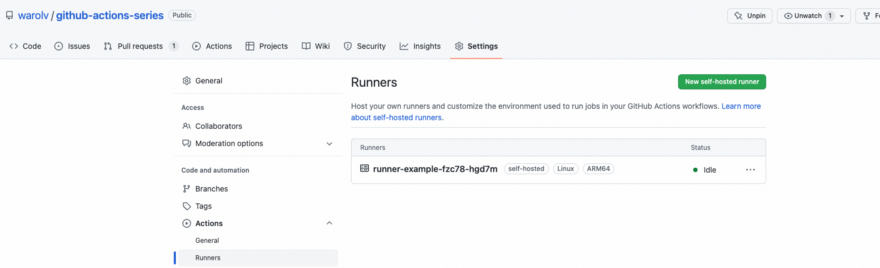 warolv / github-actions-series Public
Unpin Unwatch 1
Code Issues Pull requests 1 Actions Projects Wiki Security Insights Settings
General
Access
Collaborators
Moderation options
Code and automation
Branches
Tags
Actions
General
Runners
Runners
New self-hosted runner
Host your own runners and customize the environment used to run jobs in your GitHub Actions workflows. Learn more
about self-hosted runners.
Runners Status
runner-example-fzc78-hgd7m self-hosted Linux ARM64 Idle